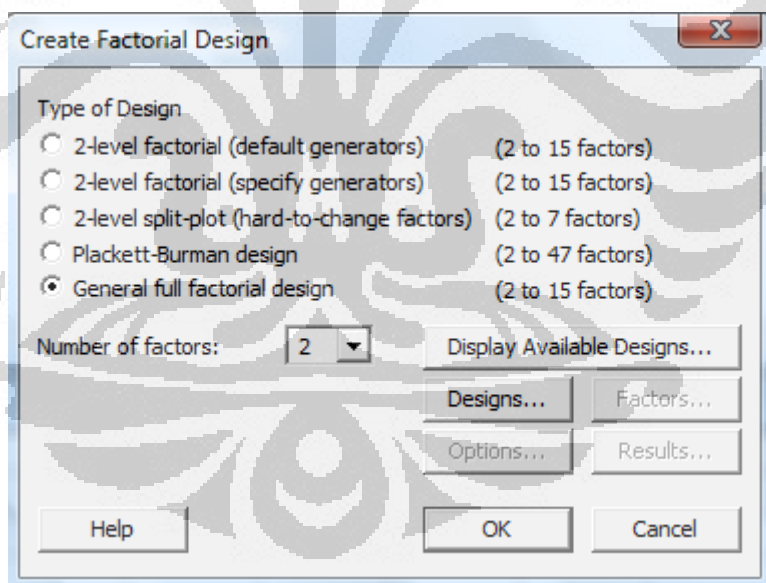 Create Factorial Design
Type of Design
2-level factorial (default generators) (2 to 15 factors)
2-level factorial (specify generators) (2 to 15 factors)
2-level split-plot (hard-to-change factors) (2 to 7 factors)
Plackett-Burman design (2 to 47 factors)
General full factorial design (2 to 15 factors)
Number of factors: 2 Display Available Designs...
Designs... Factors...
Options... Results...
Help OK Cancel